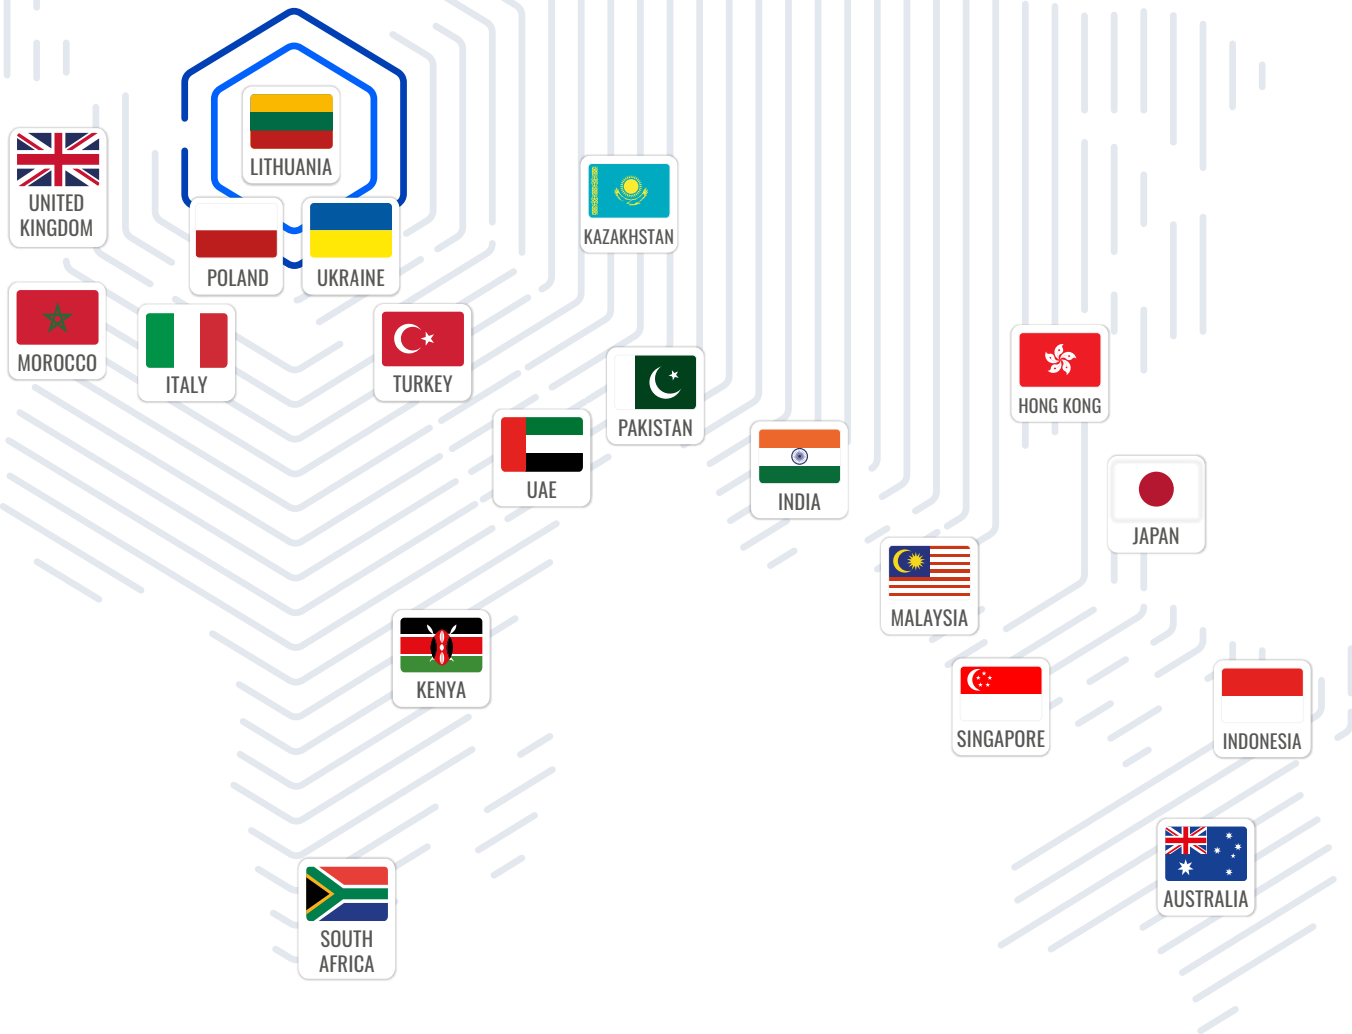 LITHUANIA
UNITED
KINGDOM
KAZAKHSTAN
POLAND
UKRAINE
MOROCCO
ITALY
TURKEY
HONG KONG
PAKISTAN
UAE
INDIA
JAPAN
MALAYSIA
KENYA
SINGAPORE
INDONESIA
AUSTRALIA
SOUTH
AFRICA